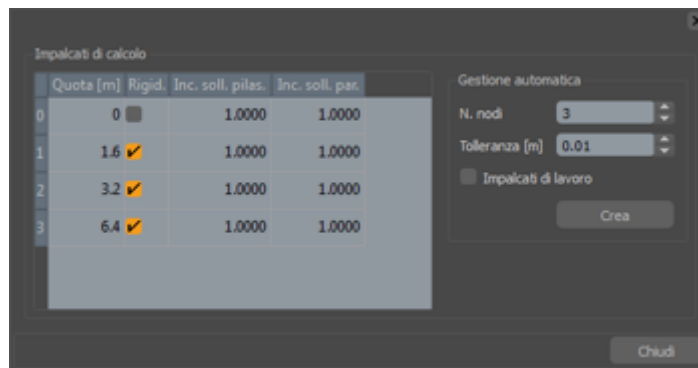 Impalcati di calcolo
Quota [m] Rigid. Inc. soll. pilas. Inc. soll. par.
0 0 1.0000 1.0000
1 1.6 1.0000 1.0000
2 3.2 1.0000 1.0000
3 6.4 1.0000 1.0000
Gestione automatica
N. nodi 3
Tolleranza [m] 0.01
Impalcati di lavoro
Crea
Chiudi